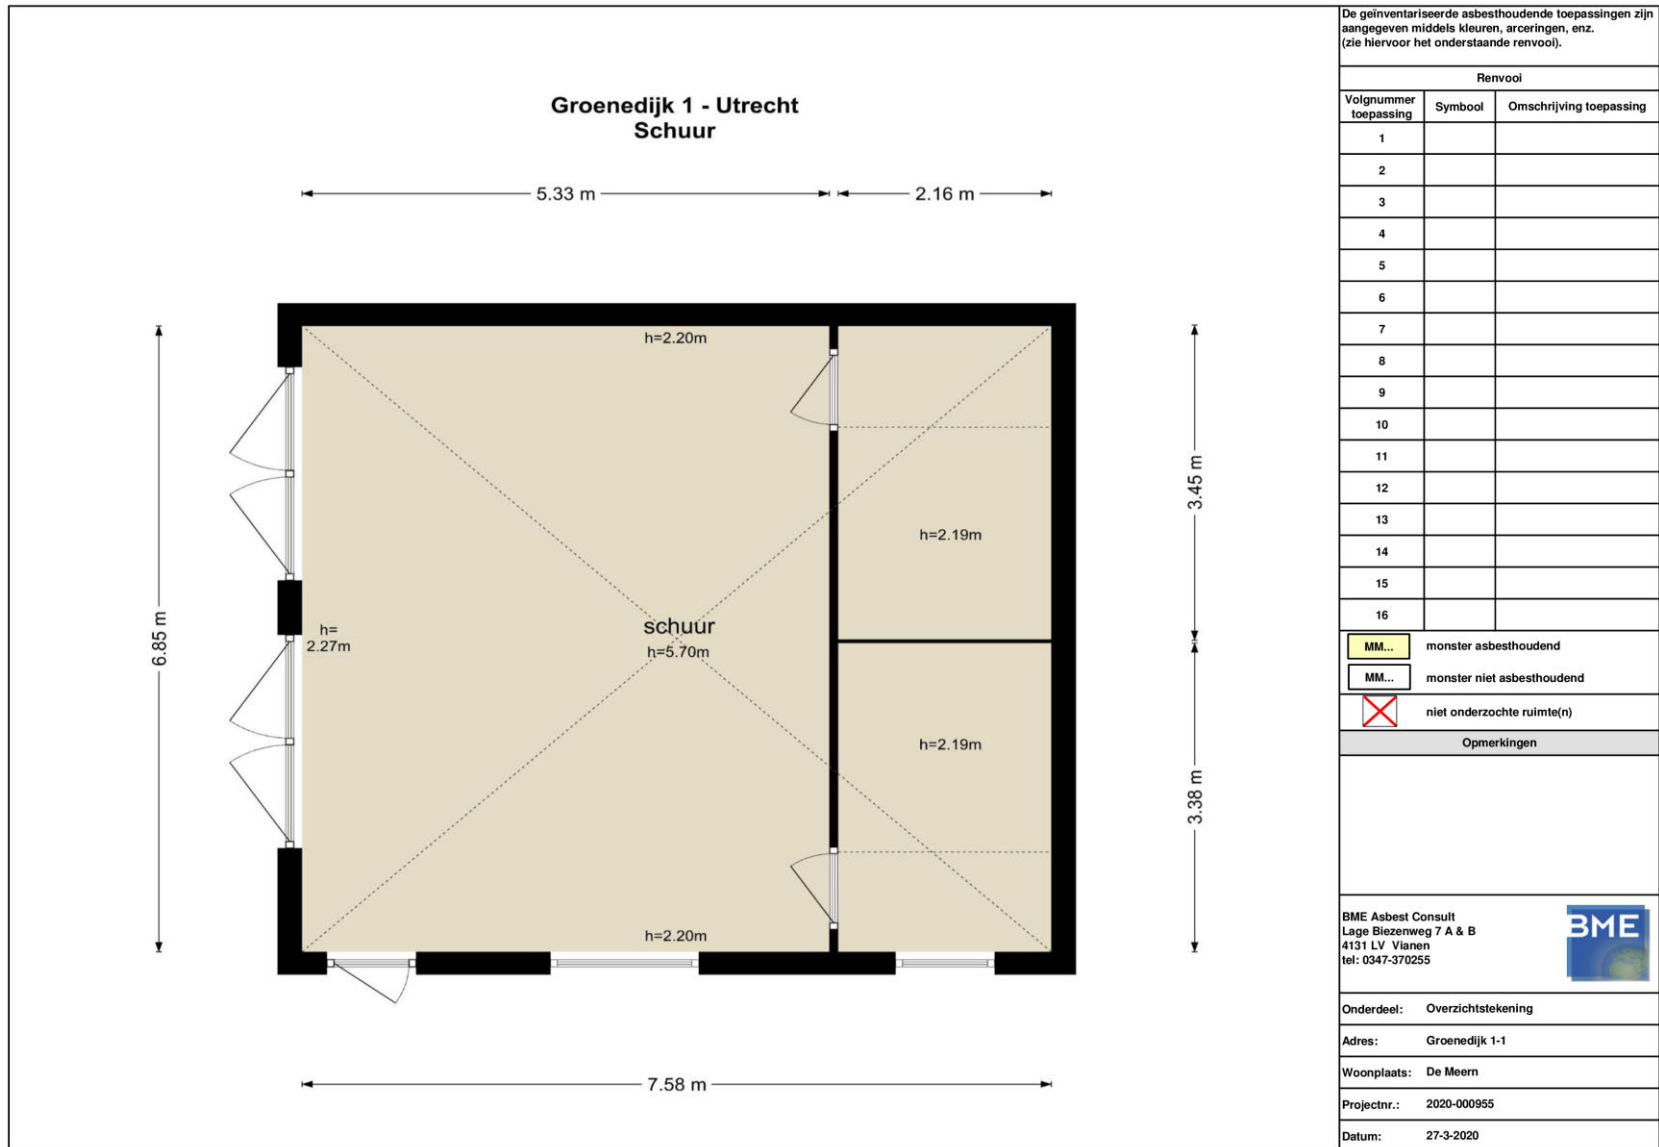 Groenedijk 1 - Utrecht
Schuur
5.33 m
2.16 m
h=2.20m
3.45 m
h=2.19m
6.85 m
h=
2.27m
schuur
h=5.70m
h=2.19m
3.38 m
h=2.20m
7.58 m
De geïnventariseerde asbesthoudende toepassingen zijn
aangegeven middels kleuren, arceringen, enz.
(zie hiervoor het onderstaande renvooi).
Renvooi
Volgnummer
toepassing
Symbool
Omschrijving toepassing
1
2
3
4
5
6
7
8
9
10
11
12
13
14
15
16
MM... monster asbesthoudend
MM... monster niet asbesthoudend
niet onderzochte ruimte(n)
Opmerkingen
BME Asbest Consult
Lage Biezenweg 7 A & B
4131 LV Vianen
tel: 0347-370255
BME
Onderdeel: Overzichtstekening
Adres: Groenedijk 1-1
Woonplaats: De Meern
Projectnr.: 2020-000955
Datum: 27-3-2020